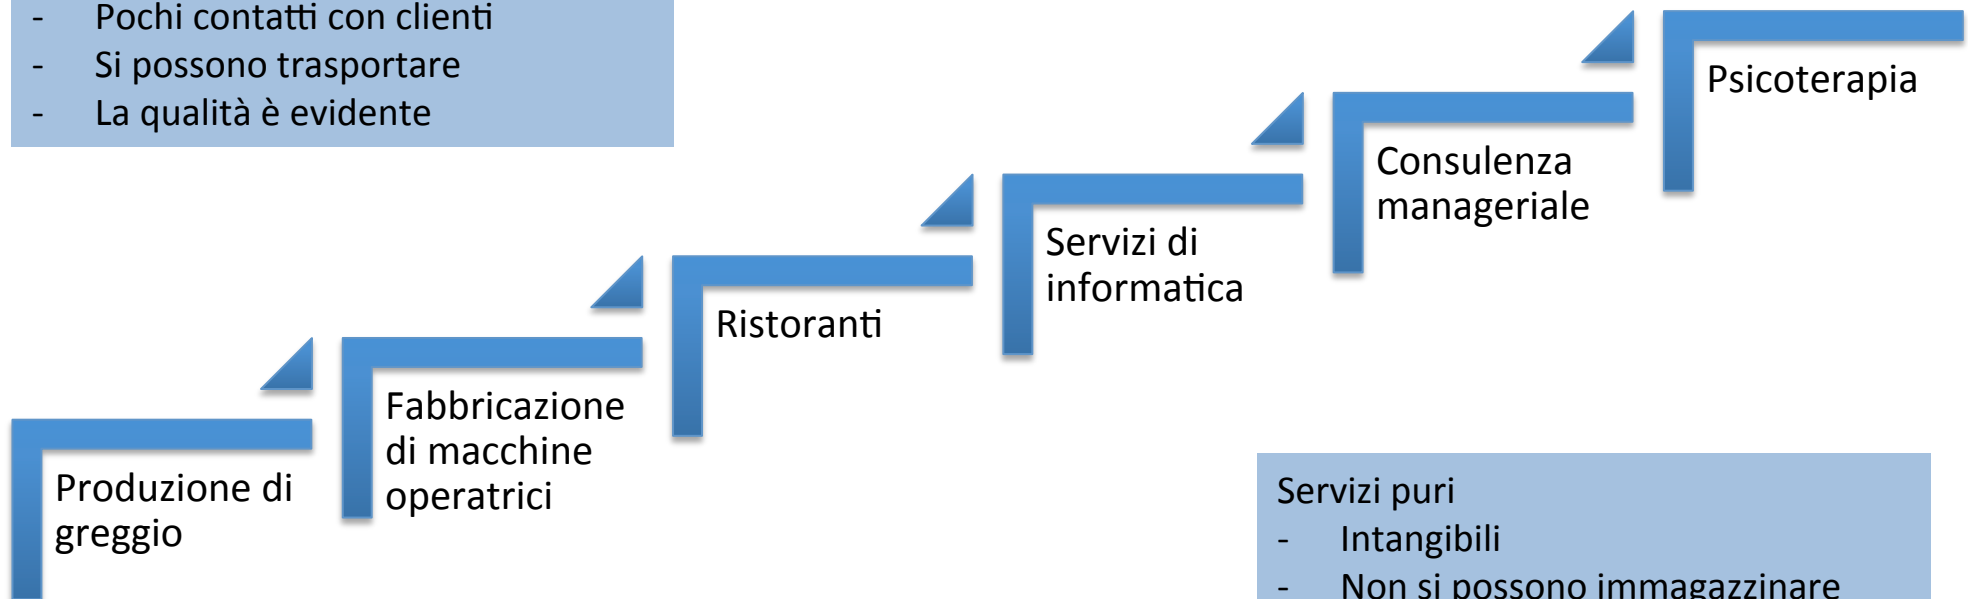 - Pochi contatti con clienti
- Si possono trasportare
- La qualità è evidente
Psicoterapia
Consulenza
manageriale
Servizi di
informatica
Ristoranti
Fabbricazione
di macchine
operatrici
Produzione di
greggio
Servizi puri
- Intangibili
- Non si possono immagazzinare